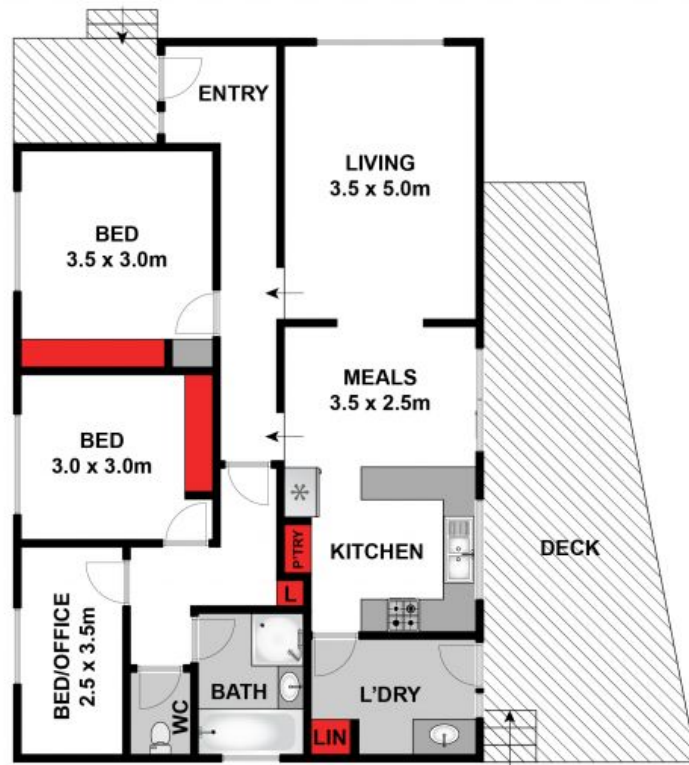 ENTRY
LIVING
3.5 x 5.0m
BED
3.5 x 3.0m
MEALS
3.5 x 2.5m
BED
3.0 x 3.0m
P'TRY
KITCHEN
DECK
L
BED/OFFICE
2.5 x 3.5m
WC
BATH
L'DRY
LIN